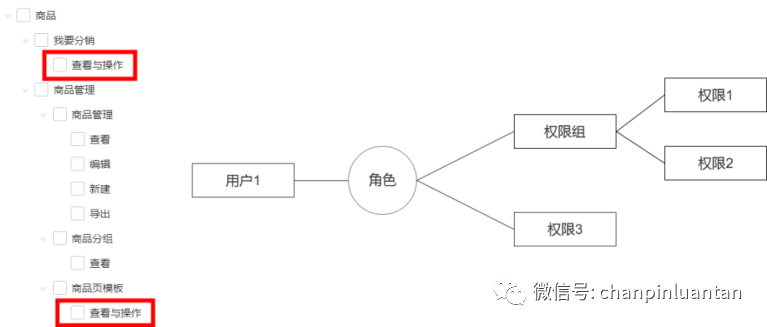 商品
我要分销
查看与操作
商品管理
商品管理
查看
编辑
新建
导出
商品分组
查看
商品页模板
查看与操作
用户1
角色
权限组
权限1
权限2
权限3
微信号: chanpinluantan